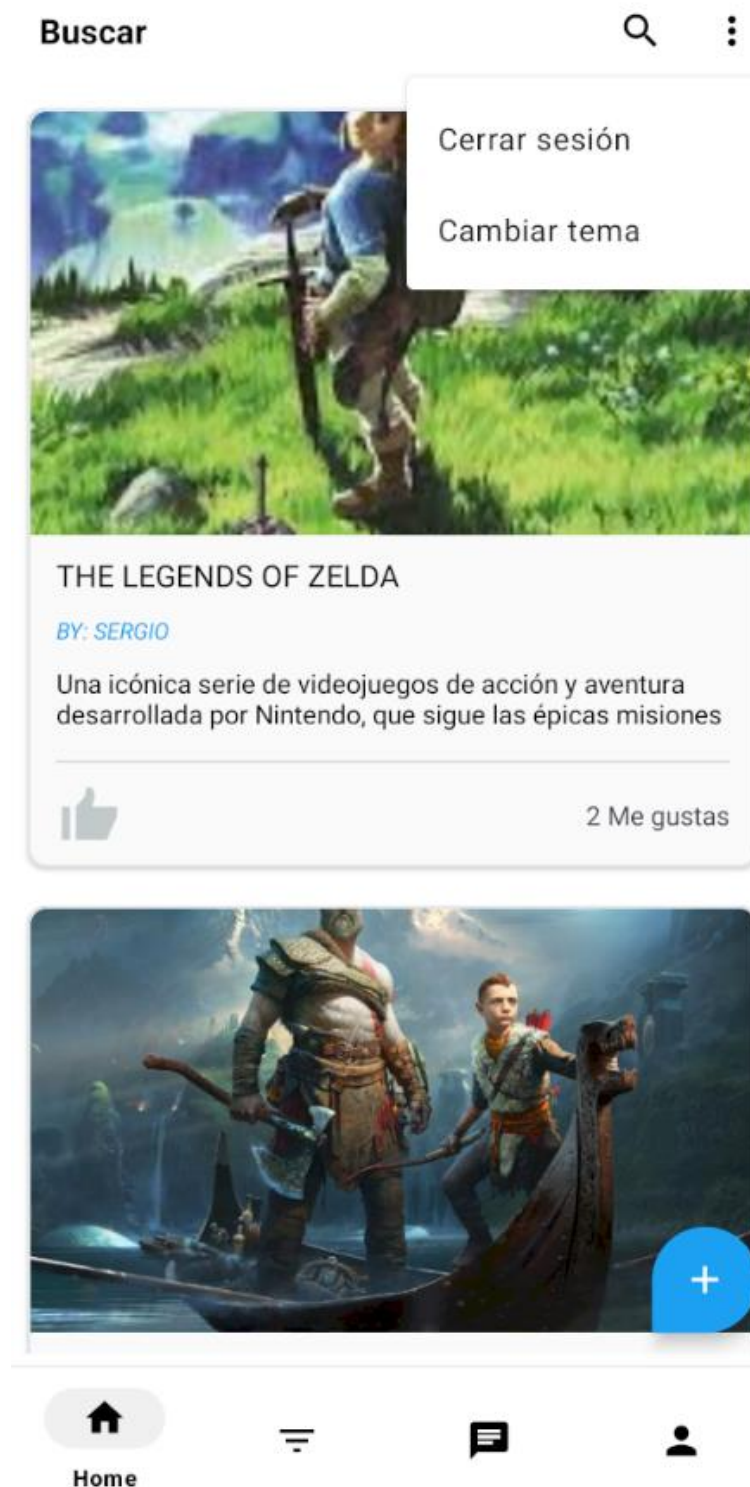 Buscar
Cerrar sesión
Cambiar tema
THE LEGENDS OF ZELDA
BY: SERGIO
Una icónica serie de videojuegos de acción y aventura
desarrollada por Nintendo, que sigue las épicas misiones
2 Me gustas
Home